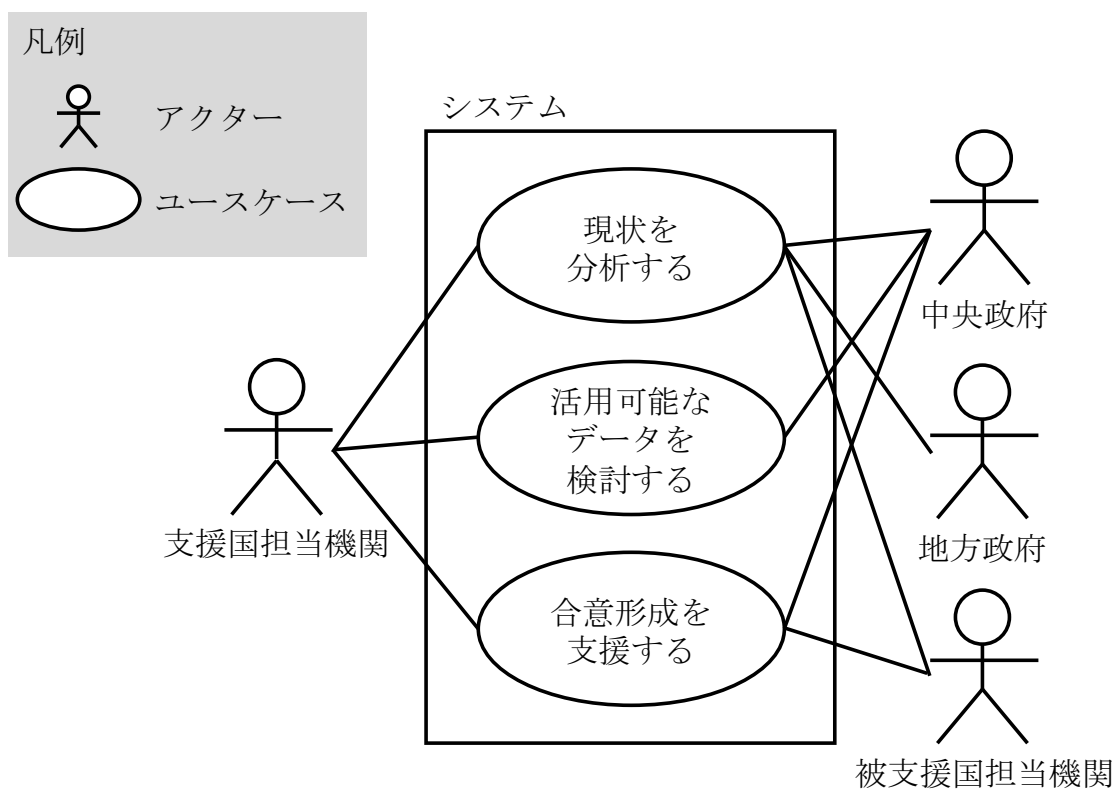 凡例
アクター
ユースケース
システム
現状を
分析する
活用可能な
データを
検討する
合意形成を
支援する
支援国担当機関
中央政府
地方政府
被支援国担当機関